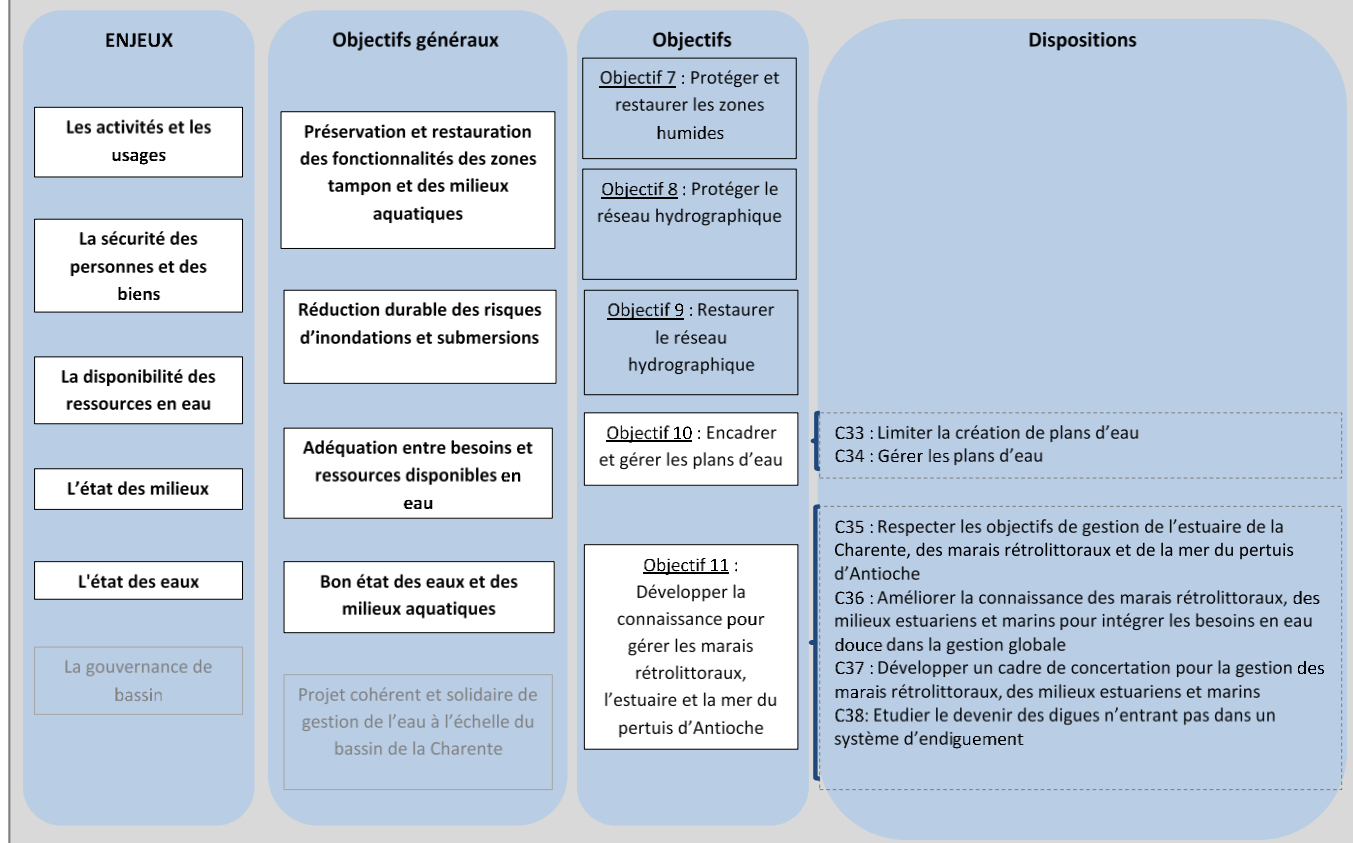 ENJEUX
Les activités et les
usages
La sécurité des
personnes et des
biens
La disponibilité des
ressources en eau
L'état des milieux
L'état des eaux
La gouvernance de
bassin
Objectifs généraux
Préservation et restauration
des fonctionnalités des zones
tampon et des milieux
aquatiques
Réduction durable des risques
d'inondations et submersions
Adéquation entre besoins et
ressources disponibles en
eau
Bon état des eaux et des
milieux aquatiques
Projet cohérent et solidaire de
gestion de l'eau à l'échelle du
bassin de la Charente
Objectifs
Objectif 7 : Protéger et
restaurer les zones
humides
Objectif 8 : Protéger le
réseau hydrographique
Objectif 9 : Restaurer
le réseau
hydrographique
Objectif 10 : Encadrer
et gérer les plans d'eau
Objectif 11 :
Développer la
connaissance pour
gérer les marais
rétrolittoraux,
l'estuaire et la mer du
pertuis d'Antioche
Dispositions
C33 : Limiter la création de plans d'eau
C34 : Gérer les plans d'eau
C35 : Respecter les objectifs de gestion de l'estuaire de la
Charente, des marais rétrolittoraux et de la mer du pertuis
d'Antioche
C36 : Améliorer la connaissance des marais rétrolittoraux, des
milieux estuariens et marins pour intégrer les besoins en eau
douce dans la gestion globale
C37 : Développer un cadre de concertation pour la gestion des
marais rétrolittoraux, des milieux estuariens et marins
C38: Etudier le devenir des digues n'entrant pas dans un
système d'endiguement